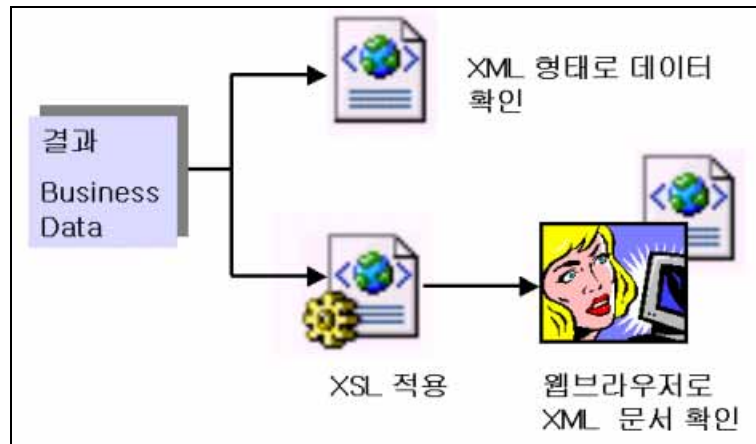 결과
Business
Data
XML 형태로 데이터
확인
XSL 적용
웹브라우저로
XML 문서 확인